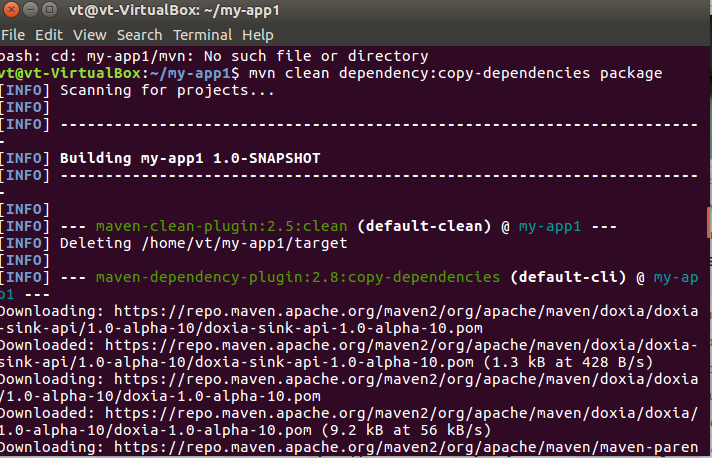 vt@vt-VirtualBox: ~/my-app1
File Edit View Search Terminal Help
bash: cd: my-app1/mvn: No such file or directory
vt@vt-VirtualBox:~/my-app1$ mvn clean dependency:copy-dependencies package
[INFO] Scanning for projects...
[INFO]
[INFO] ------------------------------------------------------------------------
-
[INFO] Building my-app1 1.0-SNAPSHOT
[INFO] ------------------------------------------------------------------------
-
[INFO]
[INFO] --- maven-clean-plugin:2.5:clean (default-clean) @ my-app1 ---
[INFO] Deleting /home/vt/my-app1/target
[INFO]
[INFO] --- maven-dependency-plugin:2.8:copy-dependencies (default-cli) @ my-ap
p1 ---
Downloading: https://repo.maven.apache.org/maven2/org/apache/maven/doxia/doxia
-sink-api/1.0-alpha-10/doxia-sink-api-1.0-alpha-10.pom
Downloaded: https://repo.maven.apache.org/maven2/org/apache/maven/doxia/doxia-
sink-api/1.0-alpha-10/doxia-sink-api-1.0-alpha-10.pom (1.3 kB at 428 B/s)
Downloading: https://repo.maven.apache.org/maven2/org/apache/maven/doxia/doxia
/1.0-alpha-10/doxia-1.0-alpha-10.pom
Downloaded: https://repo.maven.apache.org/maven2/org/apache/maven/doxia/doxia/
1.0-alpha-10/doxia-1.0-alpha-10.pom (9.2 kB at 56 kB/s)
Downloading: https://repo.maven.apache.org/maven2/org/apache/maven/maven-paren